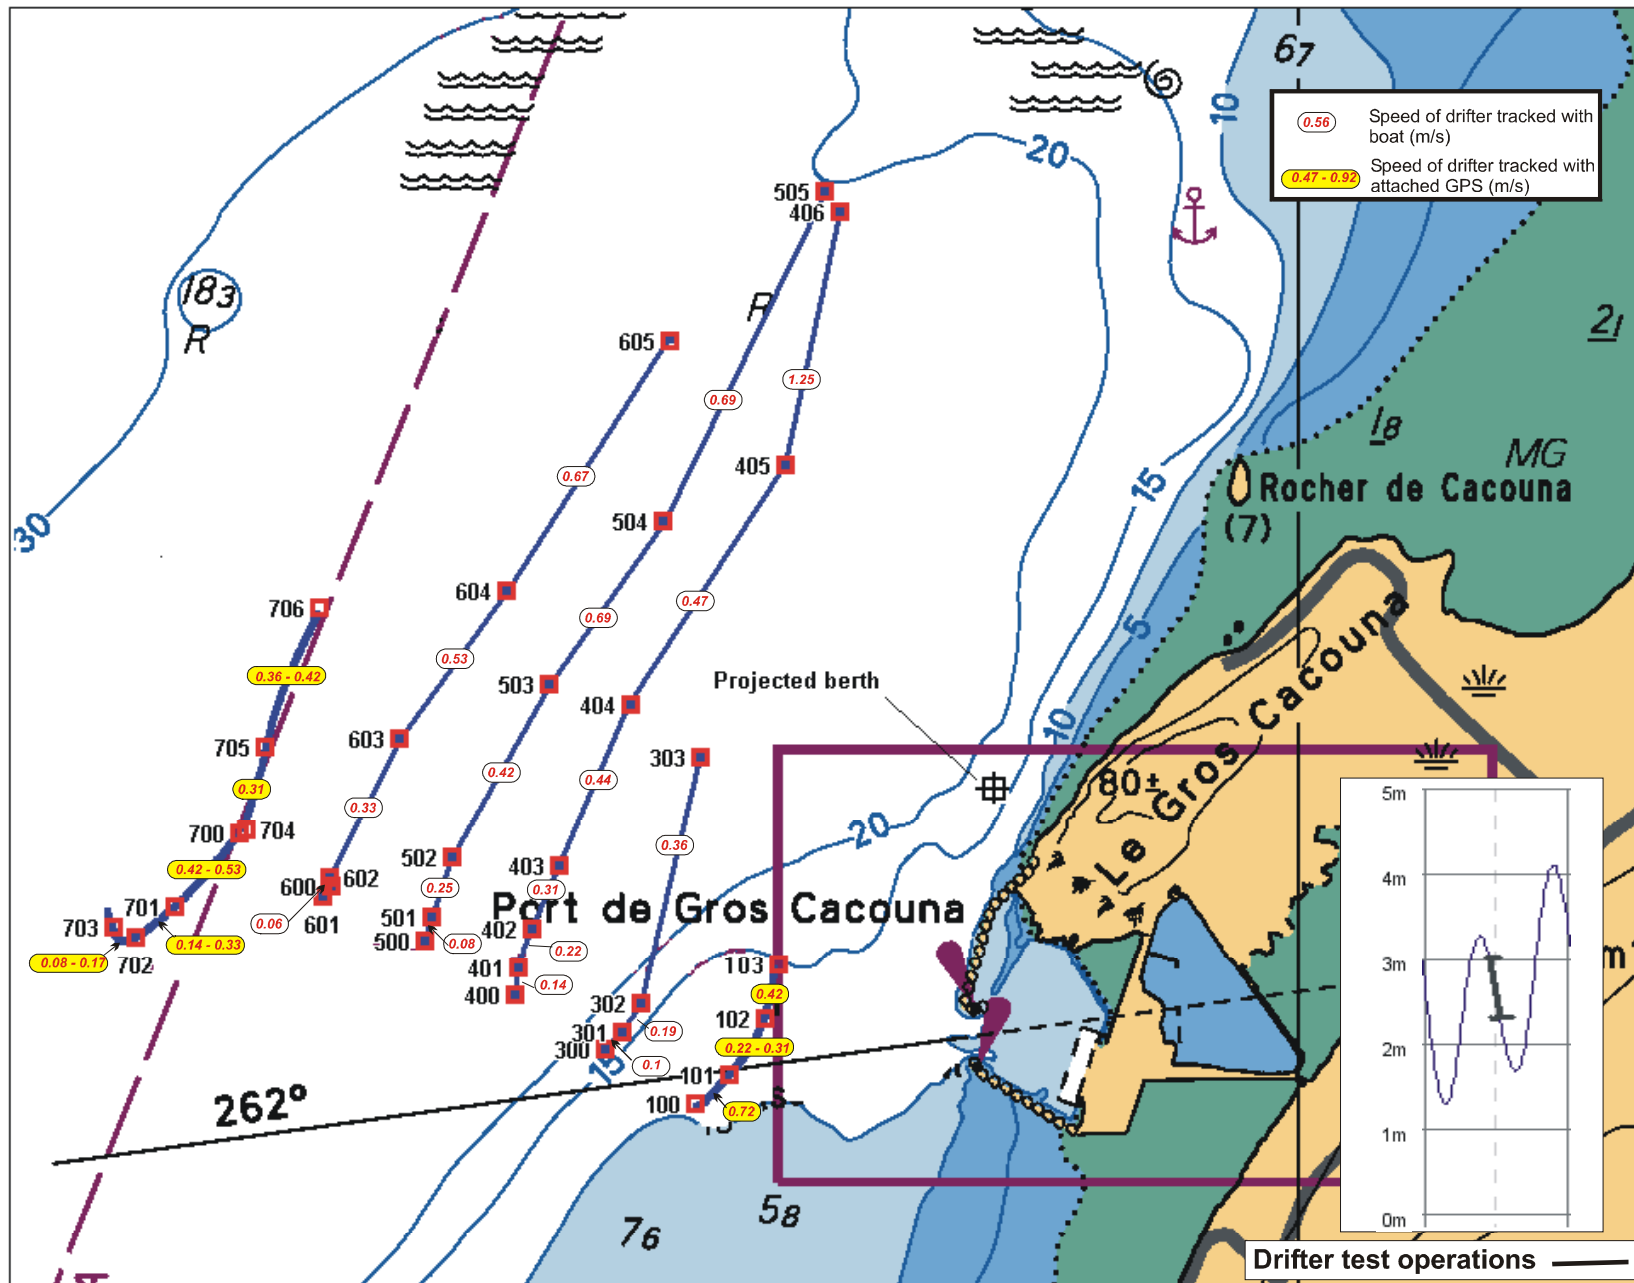 67
10
0.56
Speed of drifter tracked with
boat (m/s)
0.47 - 0.92
Speed of drifter tracked with
attached GPS (m/s)
20
505
406
183
R
R
605
1.25
0.69
21
18
MG
405
0.67
15
Rocher de Cacouna
(7)
30
504
604
0.47
706
0.69
5
0.53
0.36 - 0.42
Projected berth
503
404
10
603
705
303
Le Gros Cacouna
80±
0.42
0.44
0.31
0.33
700
704
20
0.36
5m
502
403
0.42 - 0.53
600
602
0.25
0.31
4m
701
601
0.06
Port de Gros Cacouna
501
402
703
0.14 - 0.33
500
0.08
0.22
702
0.08 - 0.17
401
103
3m
m
0.14
400
0.42
302
102
301
0.19
300
0.22 - 0.31
2m
0.1
15
101
262°
100
0.72
s
1m
58
76
0m
Drifter test operations